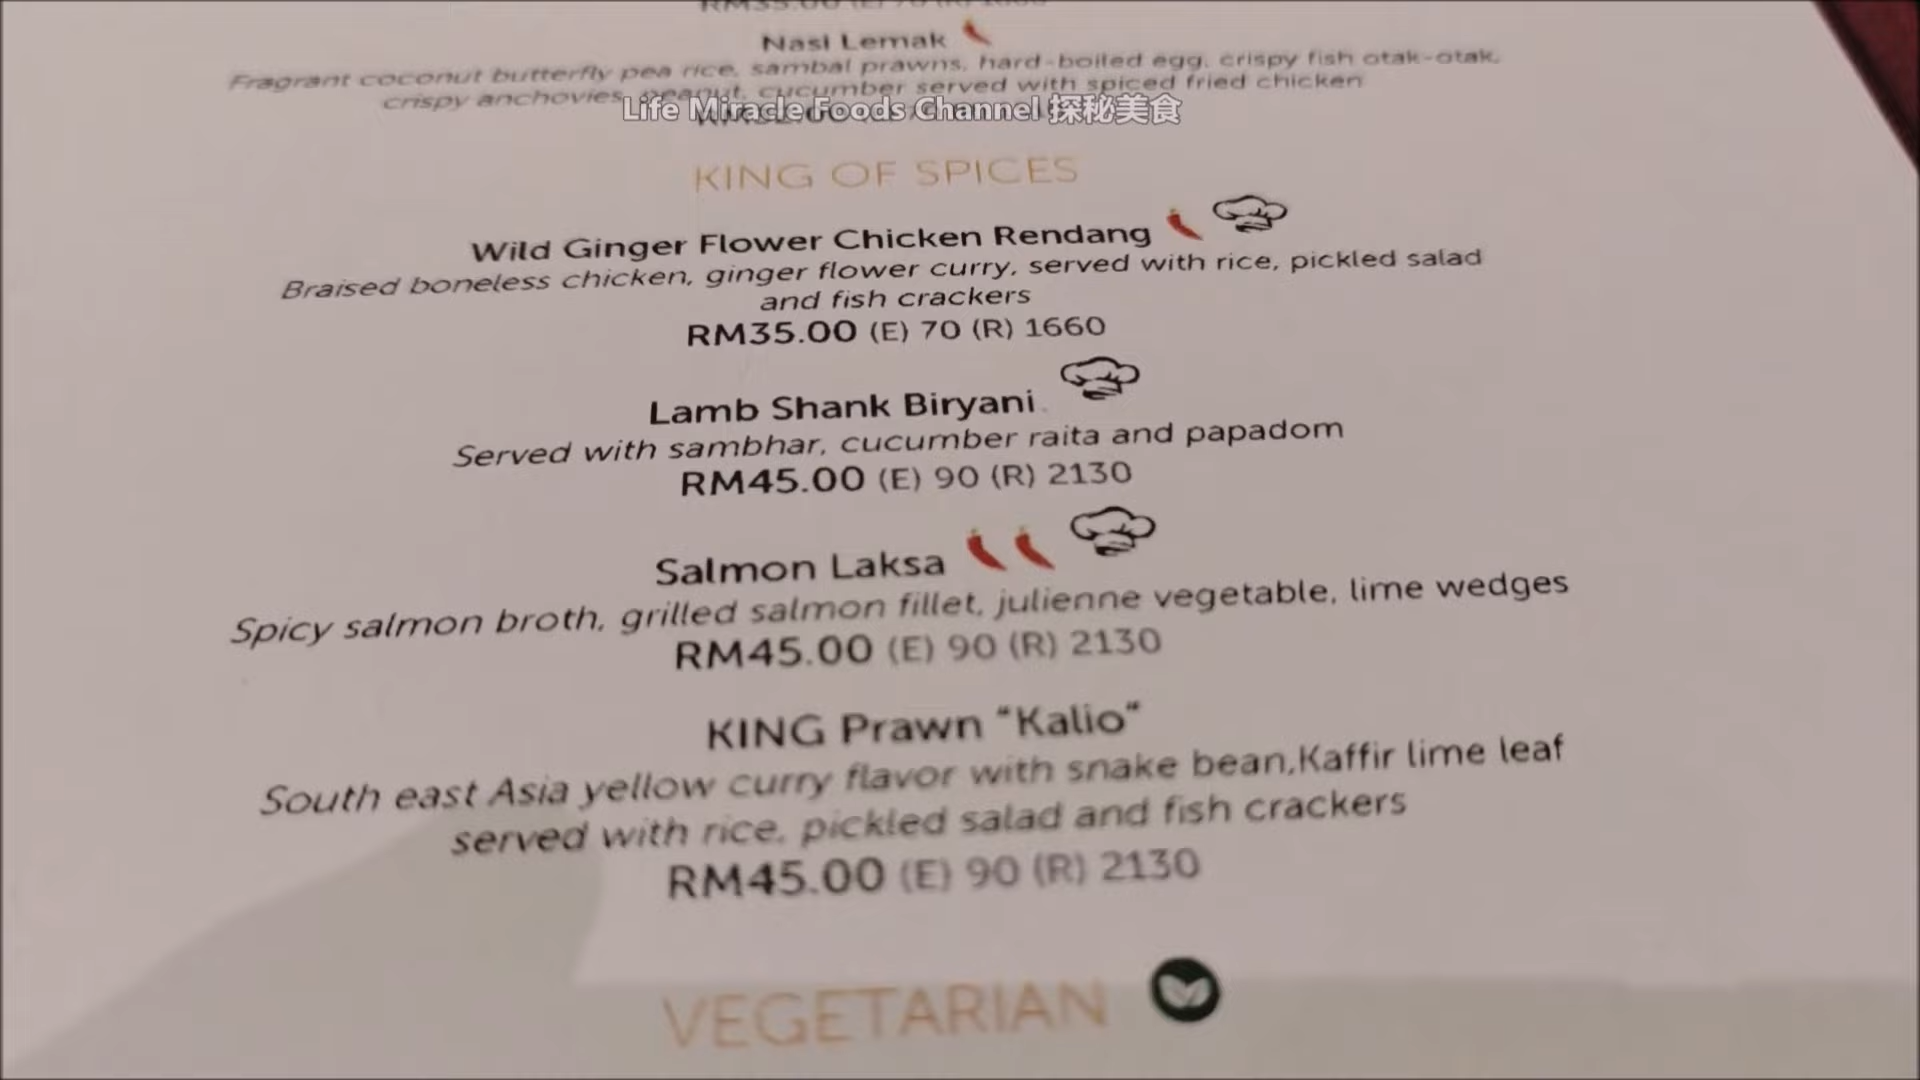 Nasi Lemak
Fragrant coconut butterfly pea rice, sambal prawns, hard-boiled egg, crispy fish otak-otak,
crispy anchovies, peanut, cucumber served with spiced fried chicken
Life Miracle Foods Channel 探秘美食
KING OF SPICES
Wild Ginger Flower Chicken Rendang
Braised boneless chicken, ginger flower curry, served with rice, pickled salad
and fish crackers
RM35.00 (E) 70 (R) 1660
Lamb Shank Biryani
Served with sambhar, cucumber raita and papadom
RM45.00 (E) 90 (R) 2130
Salmon Laksa
Spicy salmon broth, grilled salmon fillet, julienne vegetable, lime wedges
RM45.00 (E) 90 (R) 2130
KING Prawn “Kalio“
South east Asia yellow curry flavor with snake bean,Kaffir lime leaf
served with rice, pickled salad and fish crackers
RM45.00 (E) 90 (R) 2130
VEGETARIAN